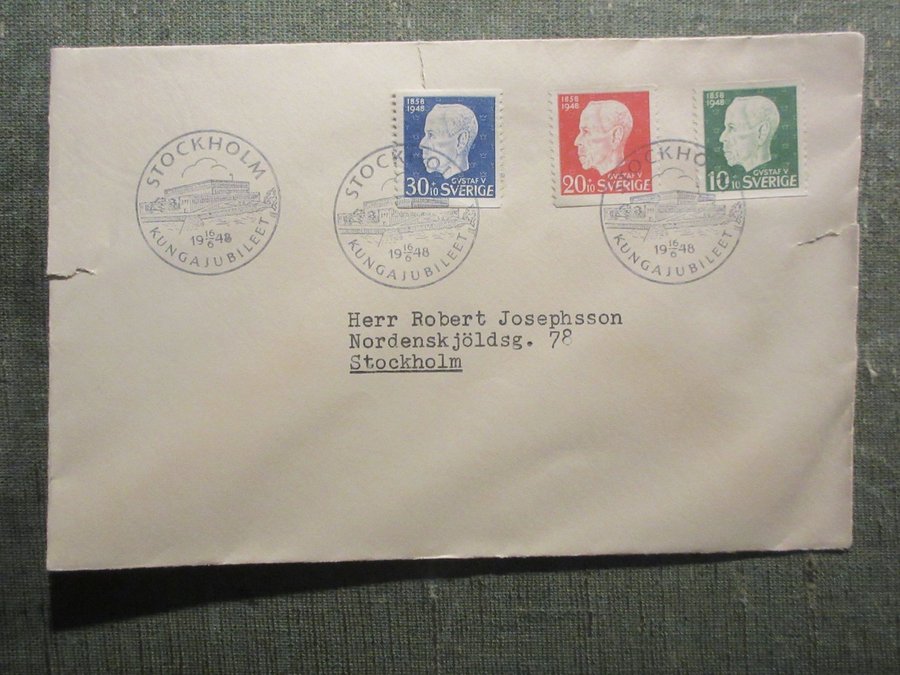 STOCKHOLM
19 16/6 48
KUNGAJUBILEET
STOCKHOLM
19 16/6 48
KUNGAJUBILEET
1858
1948
GVSTAF V
30+10 SVERIGE
1858
1948
GVSTAF V
20+10 SVERIGE
STOCKHOLM
19 16/6 48
KUNGAJUBILEET
1858
1948
GVSTAF V
10+10 SVERIGE
Herr Robert Josephsson
Nordenskjöldsg. 78
Stockholm